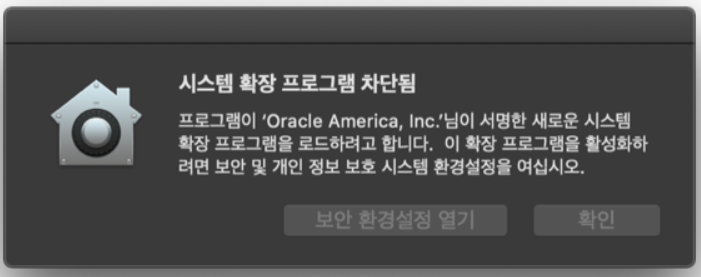 시스템 확장 프로그램 차단됨
프로그램이 ‘Oracle America, Inc.’님이 서명한 새로운 시스템
확장 프로그램을 로드하려고 합니다.  이 확장 프로그램을 활성화하
려면 보안 및 개인 정보 보호 시스템 환경설정을 여십시오.
보안 환경설정 열기
확인